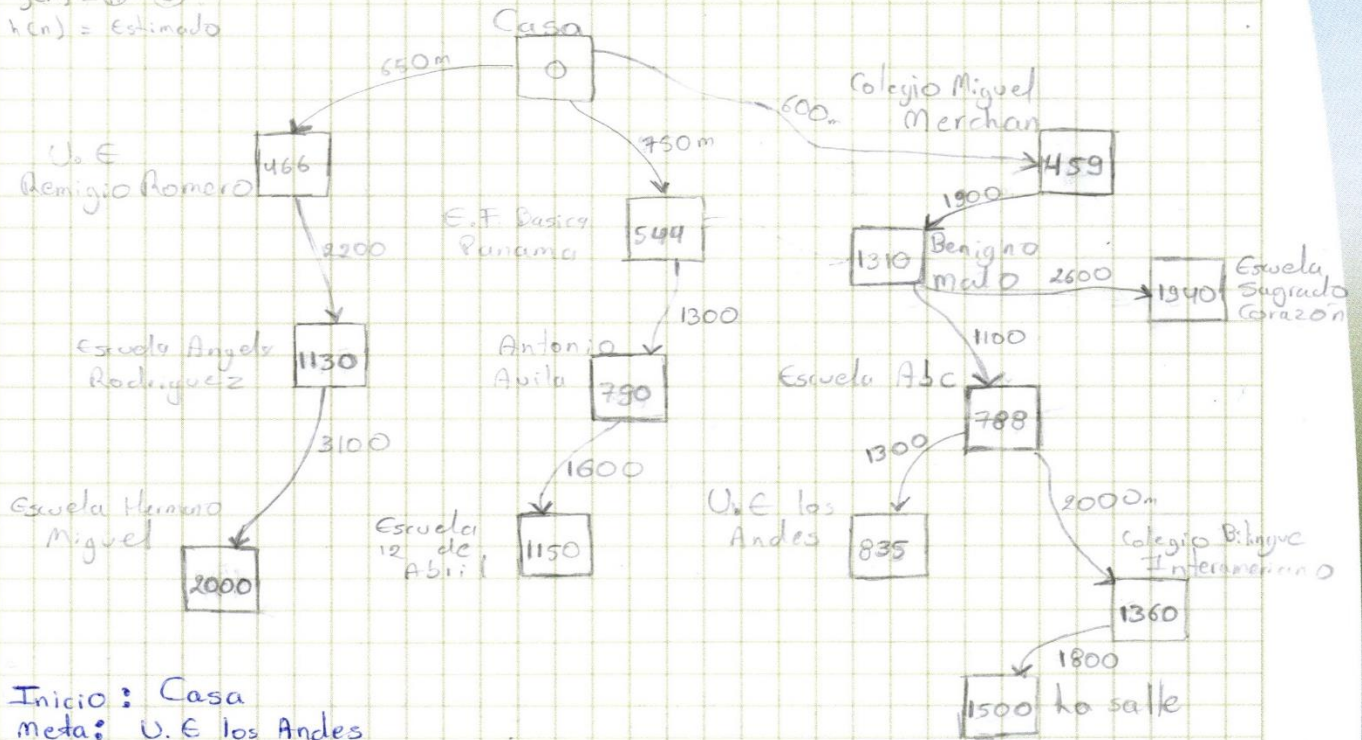 h(n) = Estimado
Casa
0
650m
750m
600m
Colegio Miguel
Merchan
459
U. E
Remigio Romero
466
1900
E.F. Basica
Panama
544
1310
Benigno
malo
2600
1940
Escuela
Sagrado
Corazón
2200
1300
1100
Escuela Angela
Rodriguez
1130
Antonio
Avila
790
Escuela Abc
788
3100
1600
1300
2000m
Escuela Hermano
Miguel
2000
Escuela
12 de
Abril
1150
U.E los
Andes
835
Colegio Bilingue
Interamericano
1360
1800
1500
la salle
Inicio: Casa
meta: U. E los Andes